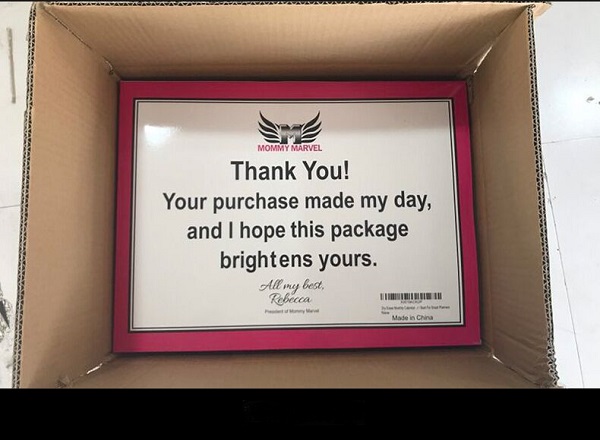 M
MOMMY MARVEL
Thank You!
Your purchase made my day,
and I hope this package
brightens yours.
All my best,
Rebecca
President of Mommy Marvel
Made in China